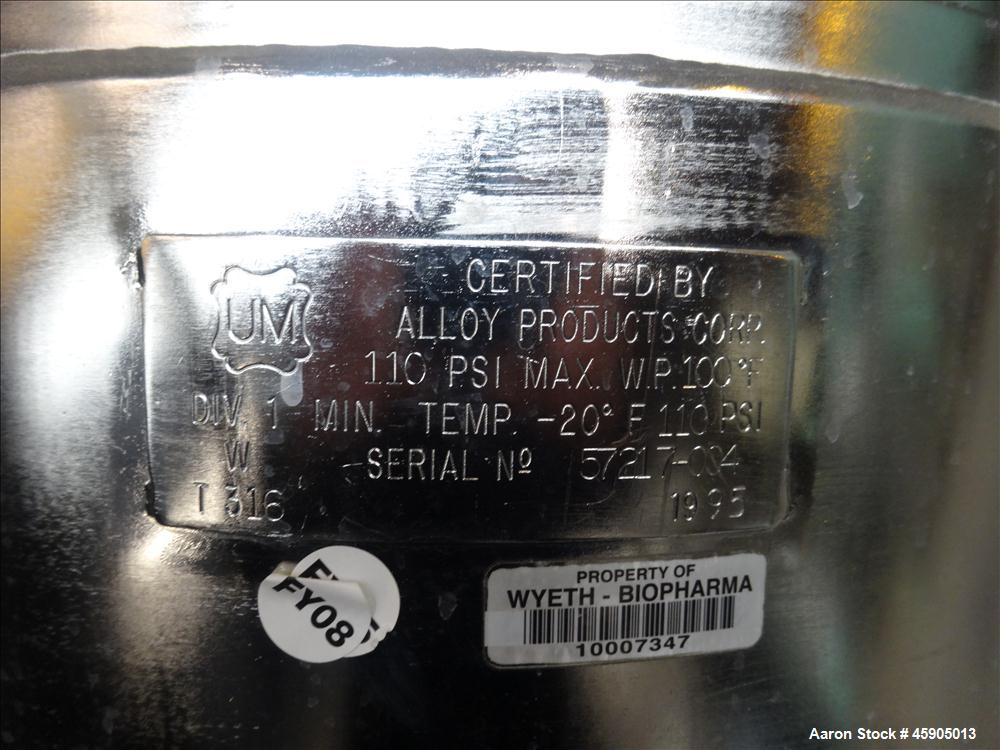 UM
CERTIFIED BY
ALLOY PRODUCTS CORP.
110 PSI MAX. W.P. 100°F
DIV. 1 MIN. TEMP. -20° F 110 PSI
W SERIAL Nº 57217-034
T 316 1995
FY08
PROPERTY OF
WYETH - BIOPHARMA
10007347
Aaron Stock # 45905013